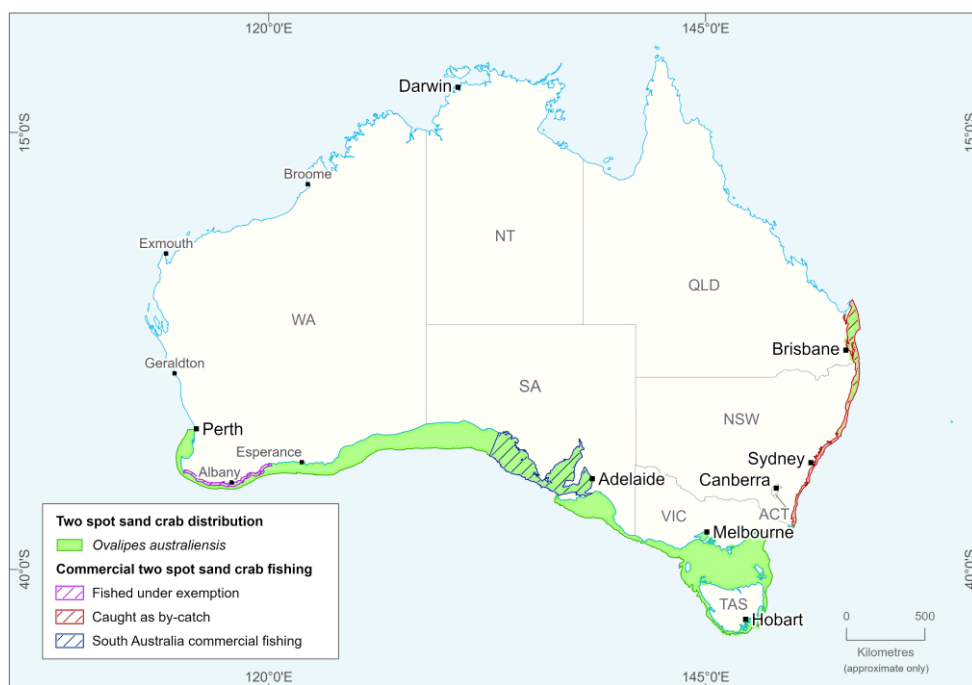 120°0'E
145°0'E
Darwin
15°0'S
15°0'S
Broome
NT
Exmouth
QLD
WA
Brisbane
Geraldton
SA
NSW
Perth
Esperance
Sydney
Albany
Adelaide
Canberra
ACT
VIC
Melbourne
Two spot sand crab distribution
Ovalipes australiensis
Commercial two spot sand crab fishing
Fished under exemption
Caught as by-catch
South Australia commercial fishing
40°0'S
40°0'S
TAS
Hobart
0
500
Kilometres
(approximate only)
120°0'E
145°0'E